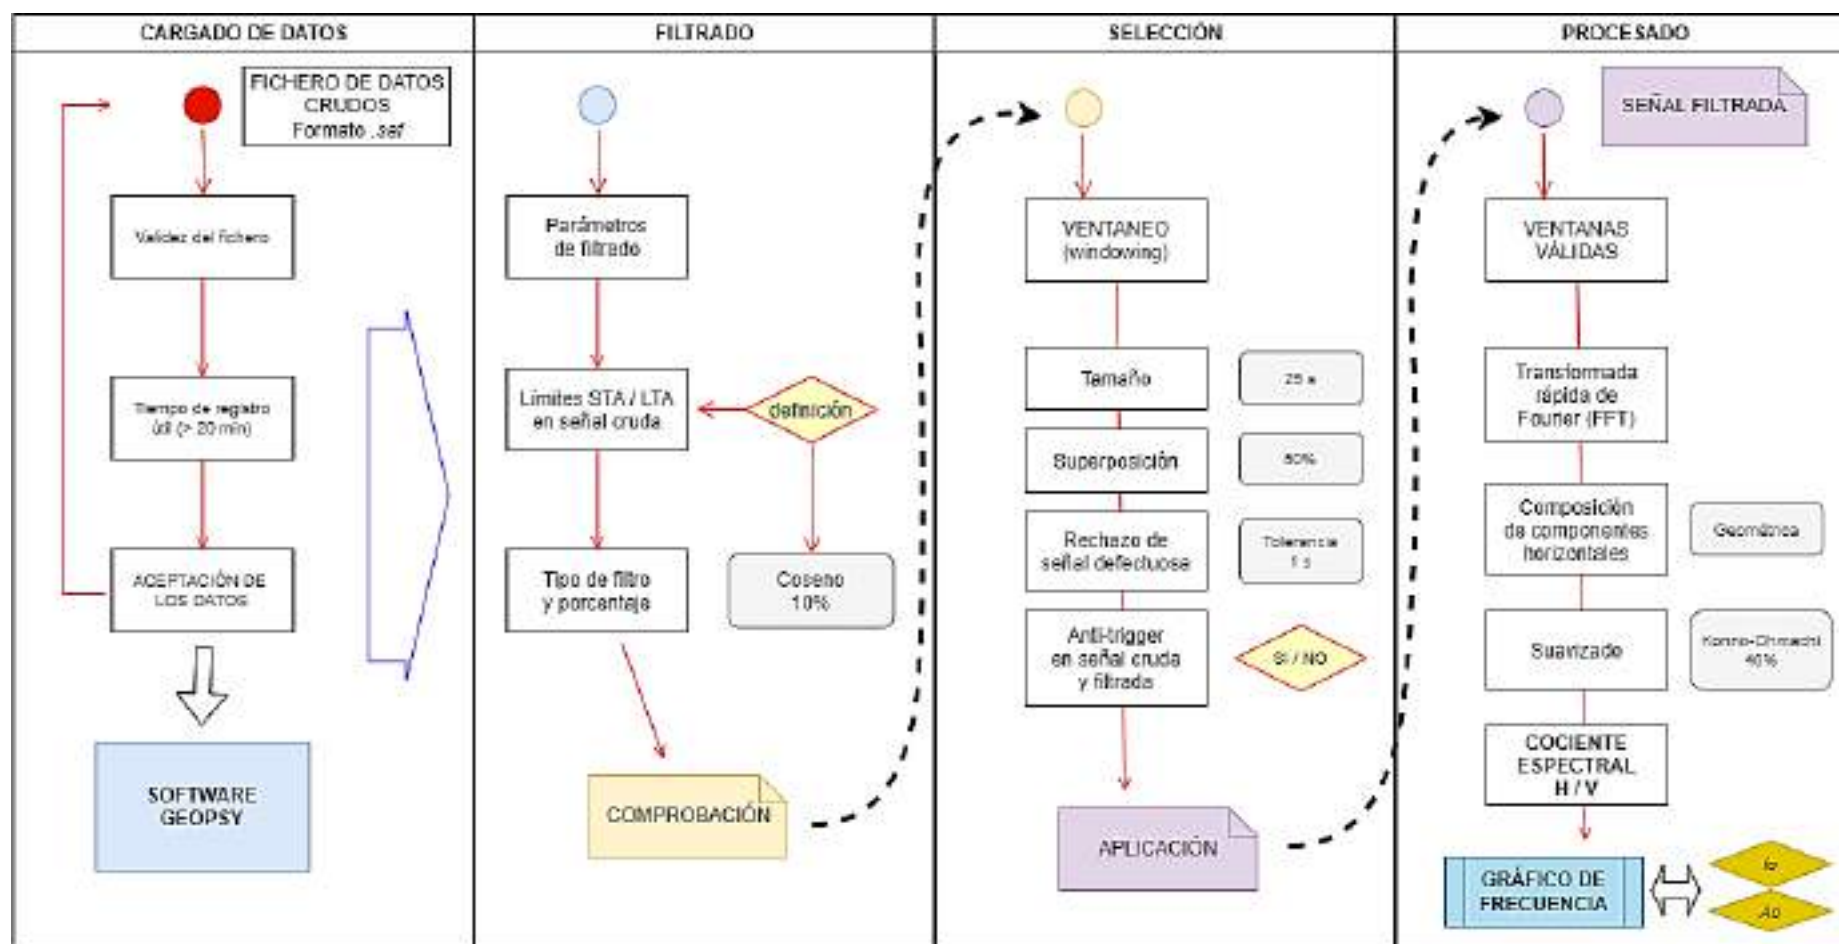 CARGADO DE DATOS
FICHERO DE DATOS
CRUDOS
Formato .saf
Validez del fichero
Tiempo de registro
útil (> 20 min)
ACEPTACIÓN DE
LOS DATOS
SOFTWARE
GEOPSY
FILTRADO
Parámetros
de filtrado
Límites STA / LTA
en señal cruda
definición
Tipo de filtro
y porcentaje
Coseno
10%
COMPROBACIÓN
SELECCIÓN
VENTANEO
(windowing)
Tamaño
25 s
Superposición
Rechazo de
señal defectuosa
Tolerencia
1 s
Anti-trigger
en señal cruda
y filtrada
SI / NO
APLICACIÓN
PROCESADO
SEÑAL FILTRADA
VENTANAS
VÁLIDAS
Transformada
rápida de
Fourier (FFT)
Composición
de componentes
horizontales
Geométrica
Suavizado
Konno-Ohmachi
40%
COCIENTE
ESPECTRAL
H / V
GRÁFICO DE
FRECUENCIA
fo
Ao